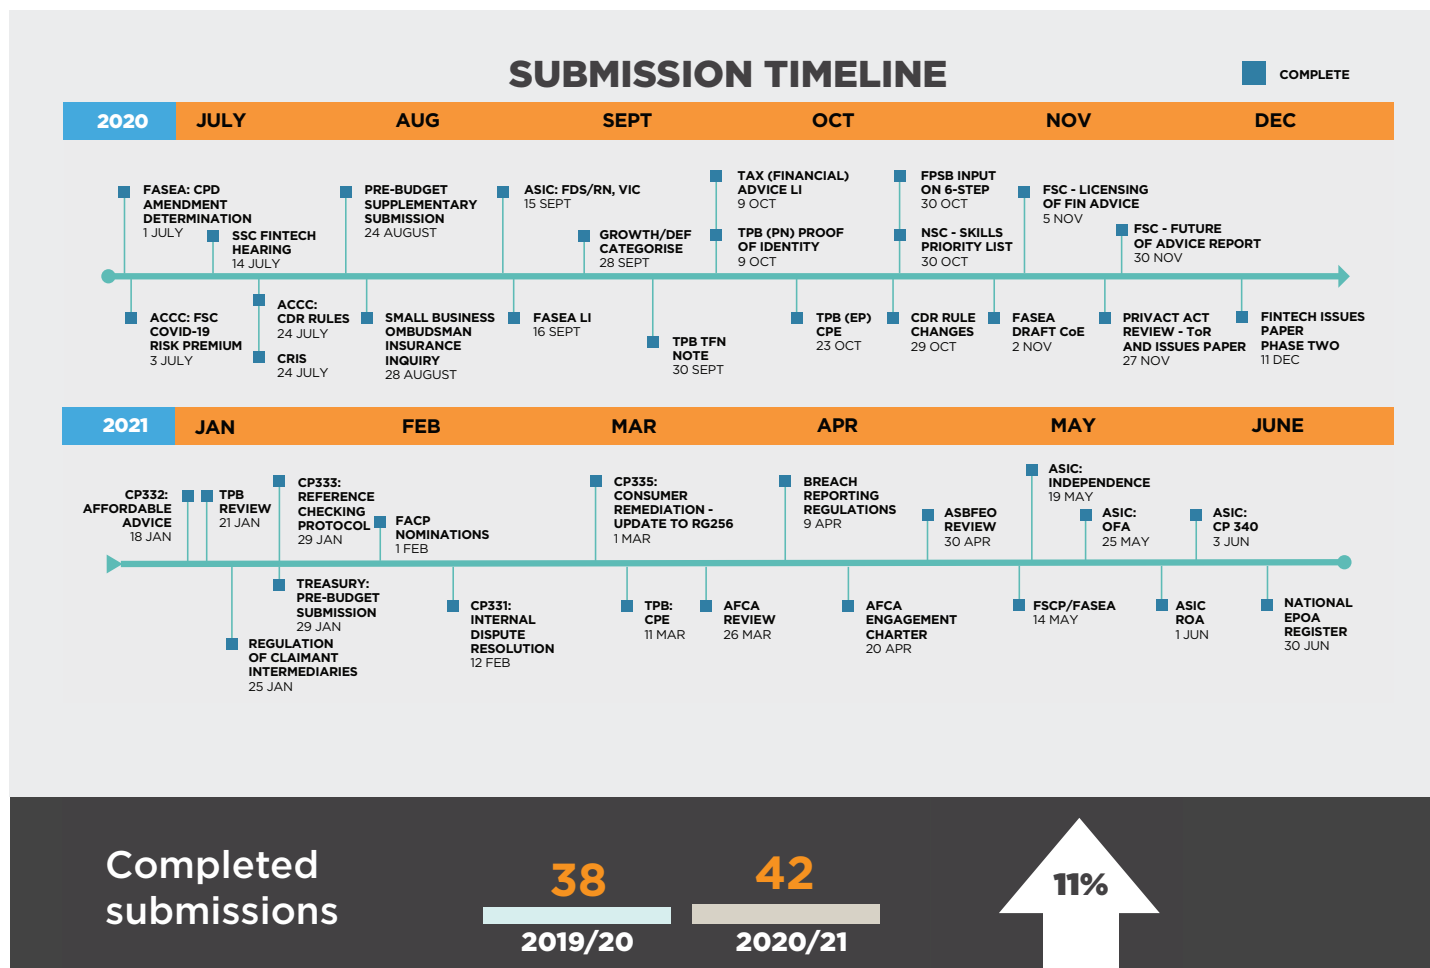 SUBMISSION TIMELINE
COMPLETE
2020
JULY
AUG
SEPT
OCT
NOV
DEC
FASEA: CPD
AMENDMENT
DETERMINATION
1 JULY
SSC FINTECH
HEARING
14 JULY
PRE-BUDGET
SUPPLEMENTARY
SUBMISSION
24 AUGUST
ASIC: FDS/RN, VIC
15 SEPT
GROWTH/DEF
CATEGORISE
28 SEPT
TAX (FINANCIAL)
ADVICE LI
9 OCT
TPB (PN) PROOF
OF IDENTITY
9 OCT
FPSB INPUT
ON 6-STEP
30 OCT
NSC - SKILLS
PRIORITY LIST
30 OCT
FSC - LICENSING
OF FIN ADVICE
5 NOV
FSC - FUTURE
OF ADVICE REPORT
30 NOV
ACCC: FSC
COVID-19
RISK PREMIUM
3 JULY
ACCC:
CDR RULES
24 JULY
CRIS
24 JULY
SMALL BUSINESS
OMBUDSMAN
INSURANCE
INQUIRY
28 AUGUST
FASEA LI
16 SEPT
TPB TFN
NOTE
30 SEPT
TPB (EP)
CPE
23 OCT
CDR RULE
CHANGES
29 OCT
FASEA
DRAFT CoE
2 NOV
PRIVACT ACT
REVIEW - ToR
AND ISSUES PAPER
27 NOV
FINTECH ISSUES
PAPER
PHASE TWO
11 DEC
2021
JAN
FEB
MAR
APR
MAY
JUNE
CP332:
AFFORDABLE
ADVICE
18 JAN
TPB
REVIEW
21 JAN
CP333:
REFERENCE
CHECKING
PROTOCOL
29 JAN
FACP
NOMINATIONS
1 FEB
CP335:
CONSUMER
REMEDIATION -
UPDATE TO RG256
1 MAR
BREACH
REPORTING
REGULATIONS
9 APR
ASBFEO
REVIEW
30 APR
ASIC:
INDEPENDENCE
19 MAY
ASIC:
OFA
25 MAY
ASIC:
CP 340
3 JUN
REGULATION
OF CLAIMANT
INTERMEDIARIES
25 JAN
TREASURY:
PRE-BUDGET
SUBMISSION
29 JAN
CP331:
INTERNAL
DISPUTE
RESOLUTION
12 FEB
TPB:
CPE
11 MAR
AFCA
REVIEW
26 MAR
AFCA
ENGAGEMENT
CHARTER
20 APR
FSCP/FASEA
14 MAY
ASIC
ROA
1 JUN
NATIONAL
EPOA
REGISTER
30 JUN
Completed
submissions
38
2019/20
42
2020/21
11%